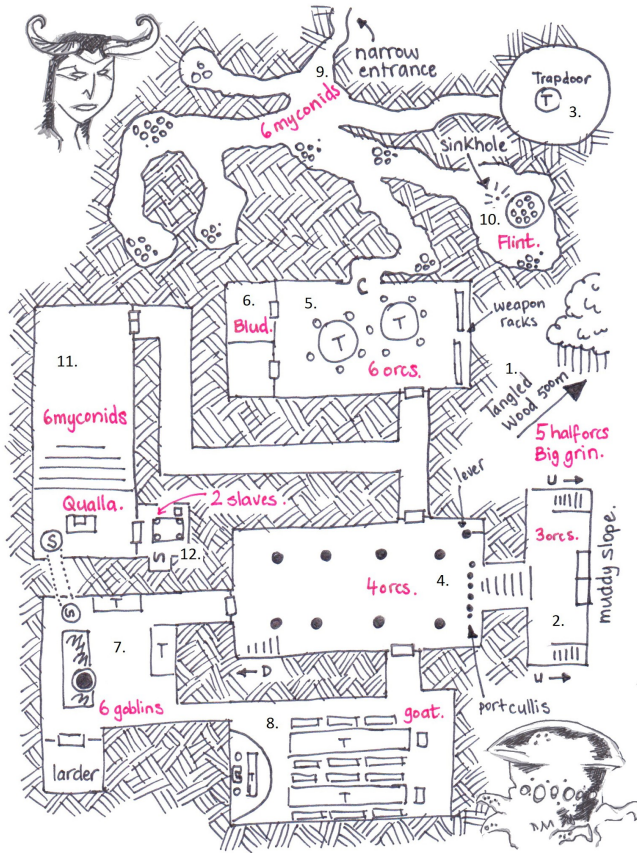 9.
narrow
entrance
6 myconids
Trapdoor
T
3.
sinkhole
10.
Flint.
C
6.
5.
Blud.
T
T
6 orcs.
weapon
racks
1.
Tangled
Wood 500m
5 halforcs
Big grin.
11.
6myconids
Qualla.
2 slaves
S
S
12.
lever
U
3orcs.
muddy slope.
4orcs.
4.
2.
U
D
portcullis
S
T
7.
T
6 goblins
larder
8.
goat.
T
T
T